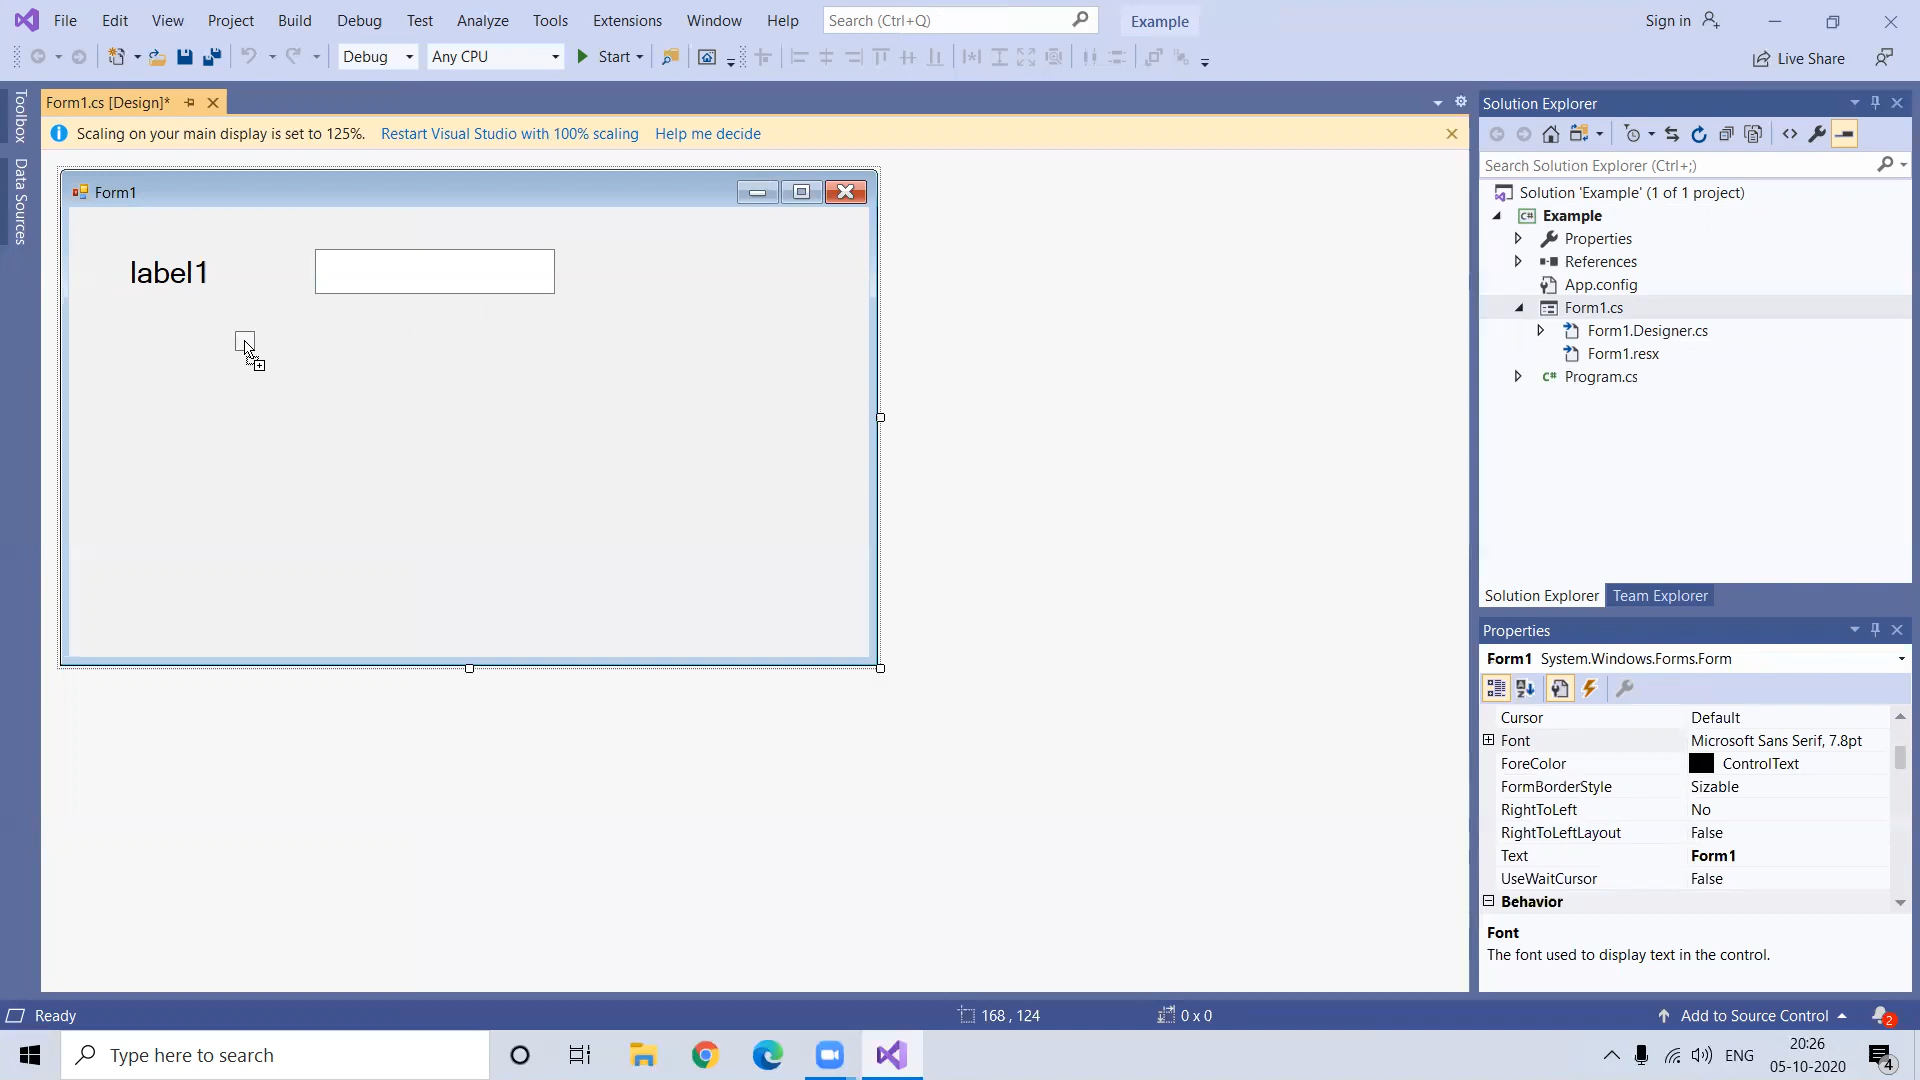 File Edit View Project Build Debug Test Analyze Tools Extensions Window Help Search (Ctrl+Q) Example Sign in
Debug Any CPU Start Live Share
Toolbox
Data Sources
Form1.cs [Design]*
Scaling on your main display is set to 125%. Restart Visual Studio with 100% scaling Help me decide
Form1
label1
Solution Explorer
Search Solution Explorer (Ctrl+;)
Solution 'Example' (1 of 1 project)
C# Example
Properties
References
App.config
Form1.cs
Form1.Designer.cs
Form1.resx
C# Program.cs
Solution Explorer Team Explorer
Properties
Form1 System.Windows.Forms.Form
Cursor Default
Font Microsoft Sans Serif, 7.8pt
ForeColor ControlText
FormBorderStyle Sizable
RightToLeft No
RightToLeftLayout False
Text Form1
UseWaitCursor False
Behavior
Font
The font used to display text in the control.
Ready 168 , 124 0 x 0 Add to Source Control 2
Type here to search ENG 20:26
05-10-2020 4